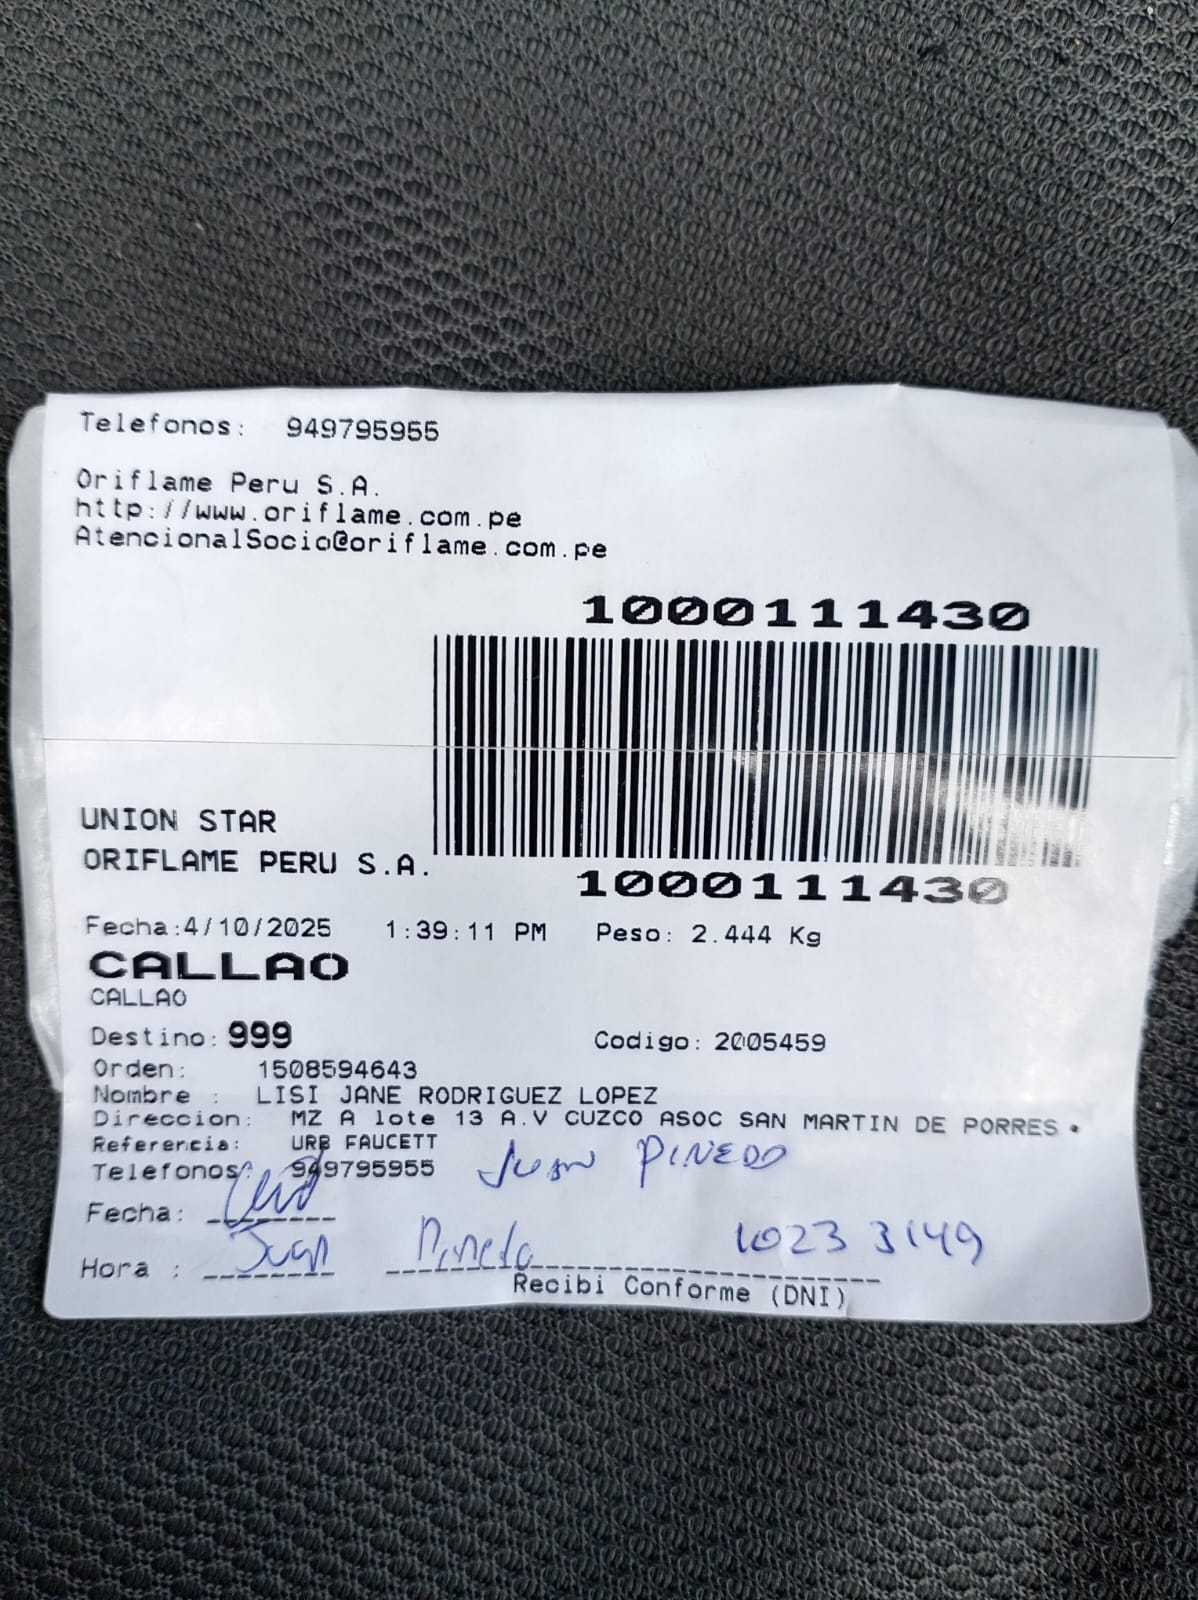 Telefonos: 949795955
Oriflame Peru S.A.
http://www.oriflame.com.pe
AtencionalSocio@oriflame.com.pe
1000111430
UNION STAR
ORIFLAME PERU S.A.
1000111430
Fecha:4/10/2025 1:39:11 PM Peso: 2.444 Kg
CALLAO
CALLAO
Destino: 999 Codigo: 2005459
Orden: 1508594643
Nombre : LISI JANE RODRIGUEZ LOPEZ
Direccion: MZ A lote 13 A.V CUZCO ASOC SAN MARTIN DE PORRES
Referencia: URB FAUCETT
Telefonos: 949795955 Juan PINEDO
Fecha:
Hora : Juan Pinedo 10233149
Recibi Conforme (DNI)